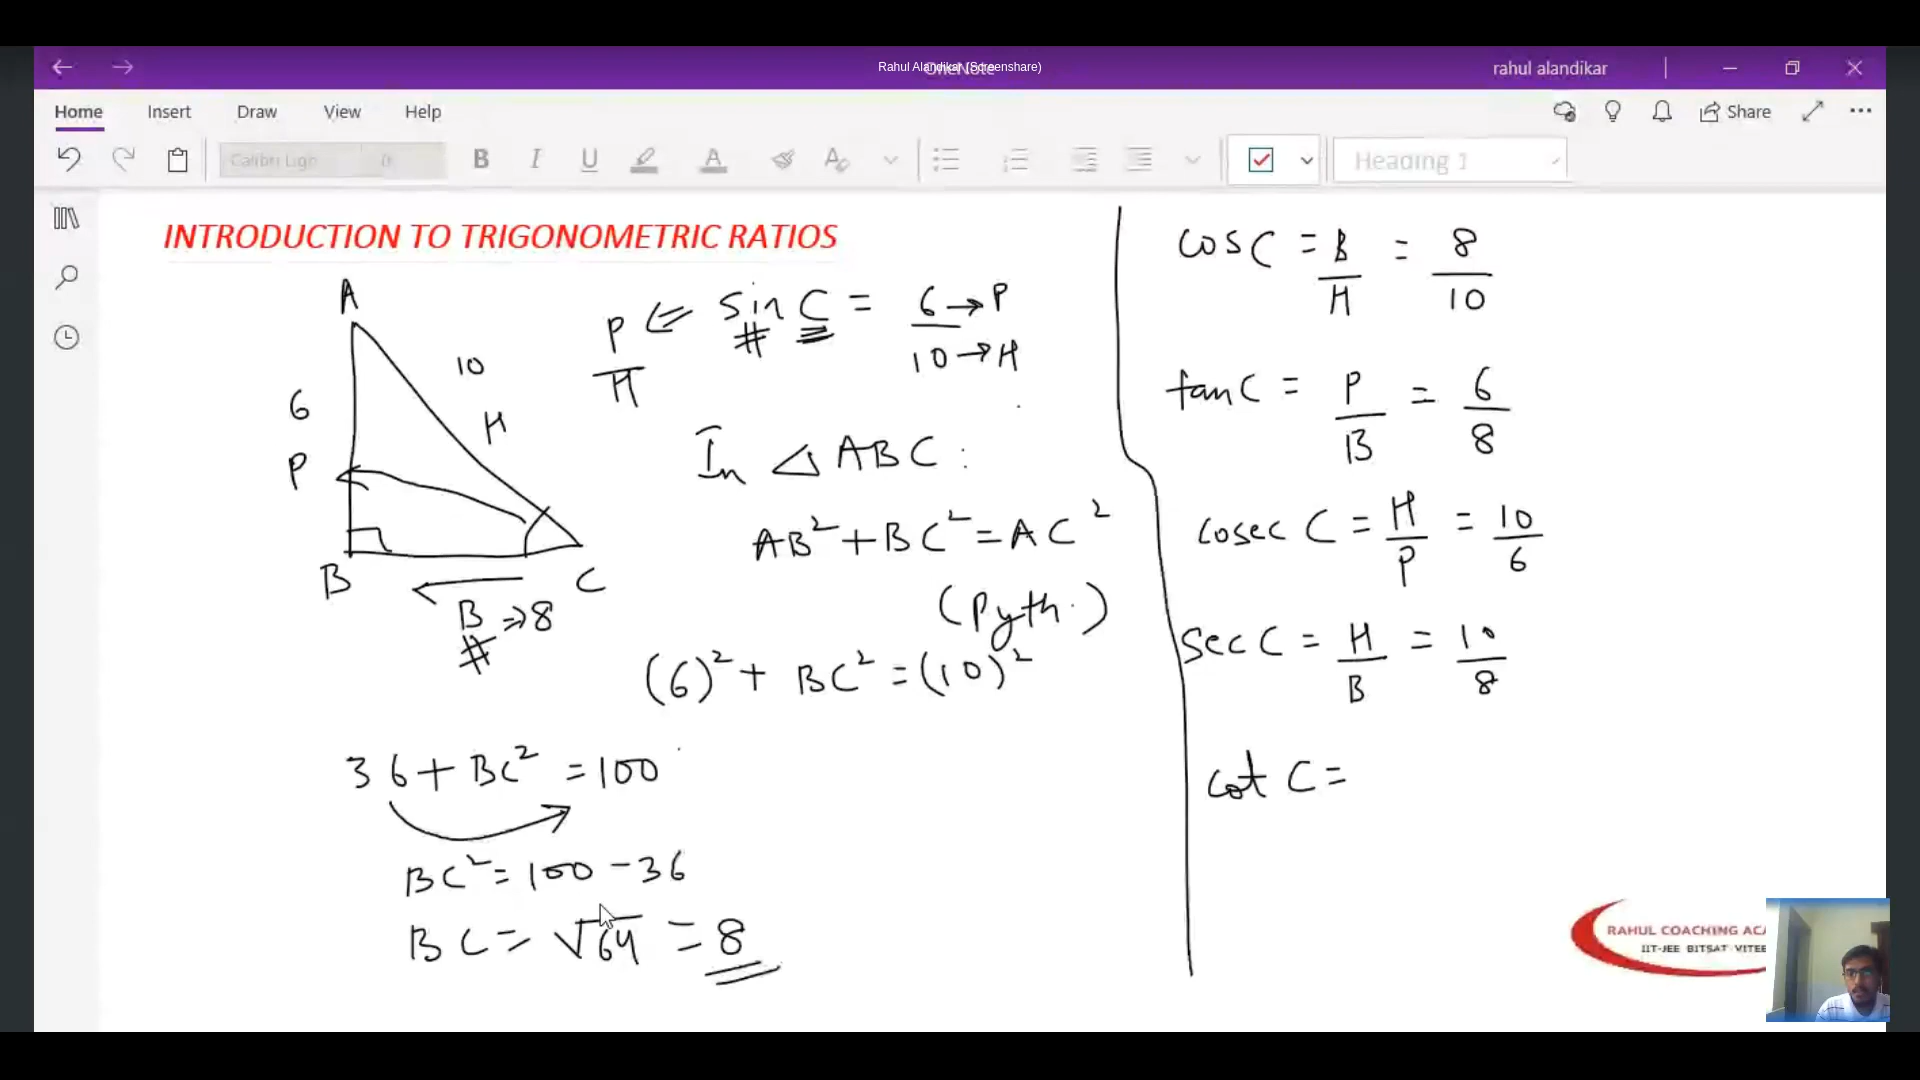 Rahul Alandikar (Screenshare)
rahul alandikar
Home Insert Draw View Help
Share
Heading 1
INTRODUCTION TO TRIGONOMETRIC RATIOS
A
6
10
P
H
B
C
B ⇒ 8
#
P/H ⇐ sin C = 6 → P / 10 → H
#
In △ ABC :
AB² + BC² = AC²
(Pyth.)
(6)² + BC² = (10)²
36 + BC² = 100
BC² = 100 - 36
BC = √64 = 8
cos C = B/H = 8/10
tan C = P/B = 6/8
cosec C = H/P = 10/6
sec C = H/B = 10/8
cot C =
RAHUL COACHING ACA
IIT-JEE BITSAT VITEE